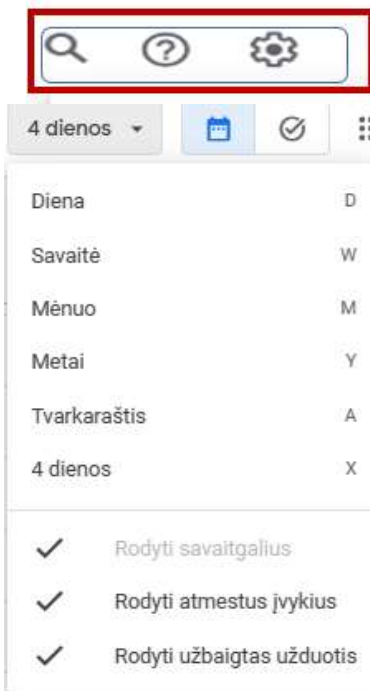 4 dienos
Diena D
Savaitė W
Mėnuo M
Metai Y
Tvarkaraštis A
4 dienos X
Rodyti savaitgalius
Rodyti atmestus įvykius
Rodyti užbaigtas užduotis